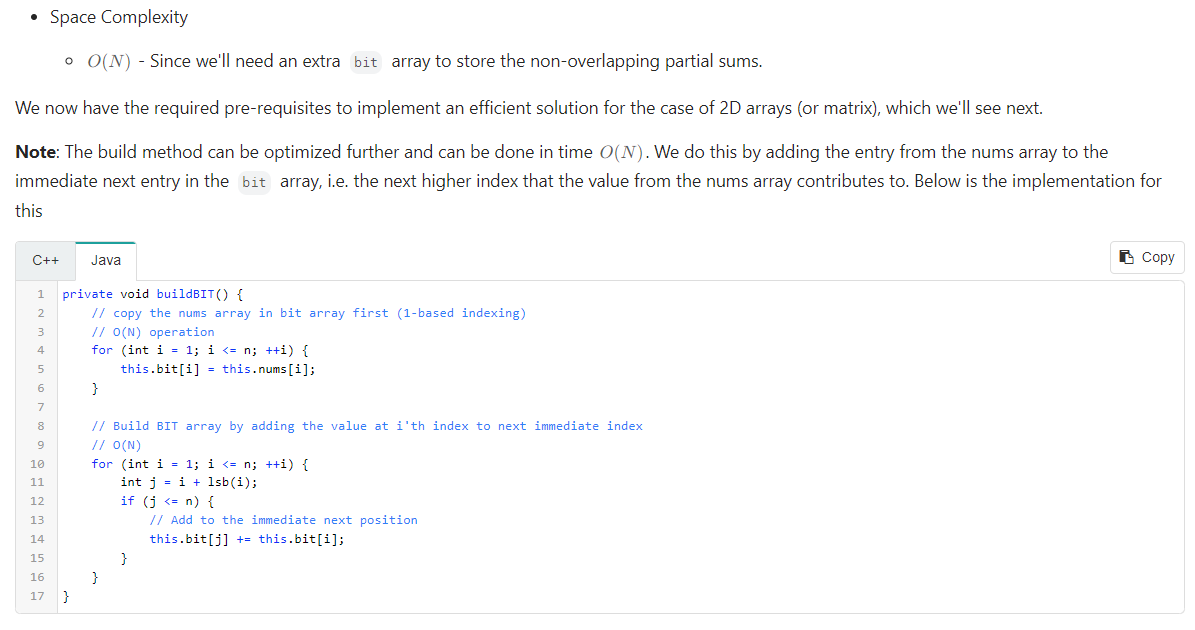 • Space Complexity
○ O(N) - Since we'll need an extra bit array to store the non-overlapping partial sums.
We now have the required pre-requisites to implement an efficient solution for the case of 2D arrays (or matrix), which we'll see next.
Note: The build method can be optimized further and can be done in time O(N). We do this by adding the entry from the nums array to the
immediate next entry in the bit array, i.e. the next higher index that the value from the nums array contributes to. Below is the implementation for
this
C++ Java Copy
1 private void buildBIT() {
2     // copy the nums array in bit array first (1-based indexing)
3     // O(N) operation
4     for (int i = 1; i <= n; ++i) {
5         this.bit[i] = this.nums[i];
6     }
7
8     // Build BIT array by adding the value at i'th index to next immediate index
9     // O(N)
10     for (int i = 1; i <= n; ++i) {
11         int j = i + lsb(i);
12         if (j <= n) {
13             // Add to the immediate next position
14             this.bit[j] += this.bit[i];
15         }
16     }
17 }